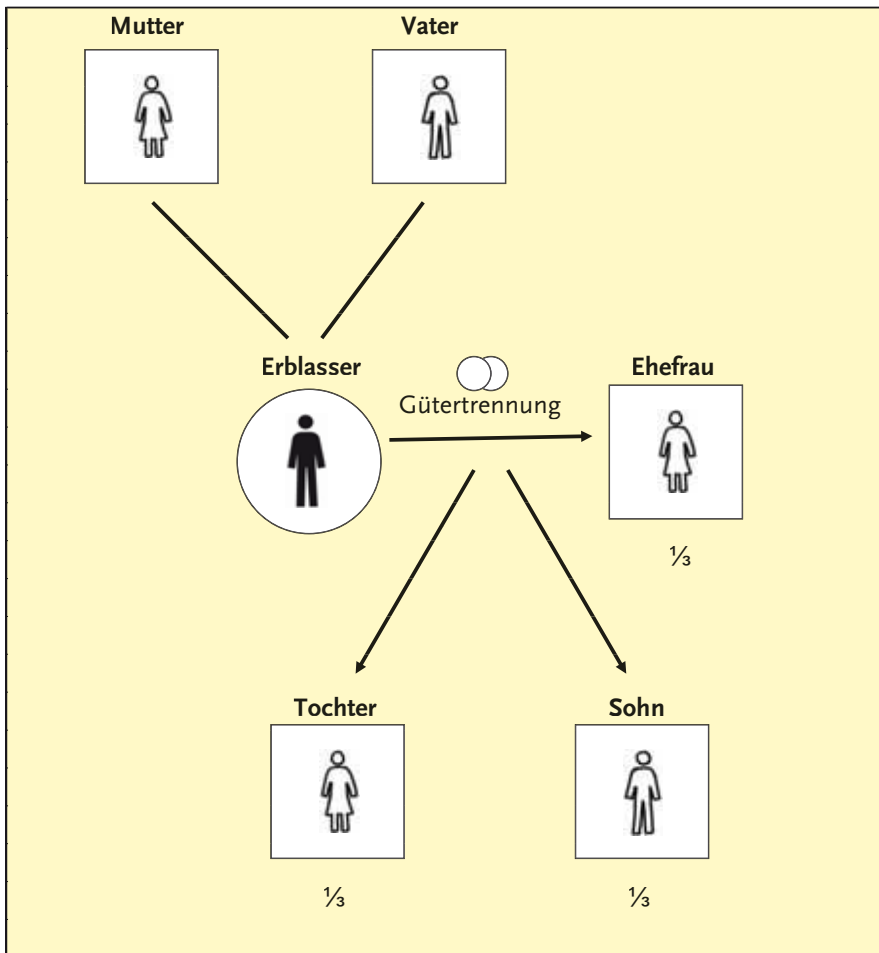 Mutter
Vater
Erblasser
Ehefrau
Gütertrennung
⅓
Tochter
Sohn
⅓
⅓